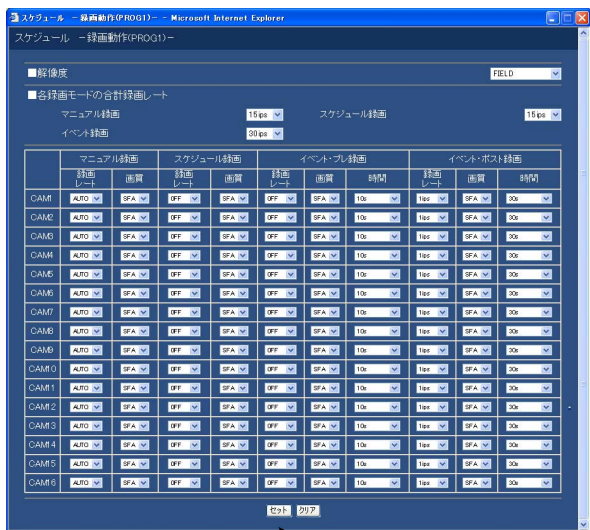 スケジュール －録画動作(PROG1)－ - Microsoft Internet Explorer
スケジュール －録画動作(PROG1)－
■解像度 FIELD
■各録画モードの合計録画レート
マニュアル録画 15ips スケジュール録画 15ips
イベント録画 30ips
マニュアル録画 スケジュール録画 イベント・プレ録画 イベント・ポスト録画
録画レート 画質 録画レート 画質 録画レート 画質 時間 録画レート 画質 時間
CAM1 AUTO SFA OFF SFA OFF SFA 10s 1ips SFA 30s
CAM2 AUTO SFA OFF SFA OFF SFA 10s 1ips SFA 30s
CAM3 AUTO SFA OFF SFA OFF SFA 10s 1ips SFA 30s
CAM4 AUTO SFA OFF SFA OFF SFA 10s 1ips SFA 30s
CAM5 AUTO SFA OFF SFA OFF SFA 10s 1ips SFA 30s
CAM6 AUTO SFA OFF SFA OFF SFA 10s 1ips SFA 30s
CAM7 AUTO SFA OFF SFA OFF SFA 10s 1ips SFA 30s
CAM8 AUTO SFA OFF SFA OFF SFA 10s 1ips SFA 30s
CAM9 AUTO SFA OFF SFA OFF SFA 10s 1ips SFA 30s
CAM10 AUTO SFA OFF SFA OFF SFA 10s 1ips SFA 30s
CAM11 AUTO SFA OFF SFA OFF SFA 10s 1ips SFA 30s
CAM12 AUTO SFA OFF SFA OFF SFA 10s 1ips SFA 30s
CAM13 AUTO SFA OFF SFA OFF SFA 10s 1ips SFA 30s
CAM14 AUTO SFA OFF SFA OFF SFA 10s 1ips SFA 30s
CAM15 AUTO SFA OFF SFA OFF SFA 10s 1ips SFA 30s
CAM16 AUTO SFA OFF SFA OFF SFA 10s 1ips SFA 30s
セット クリア